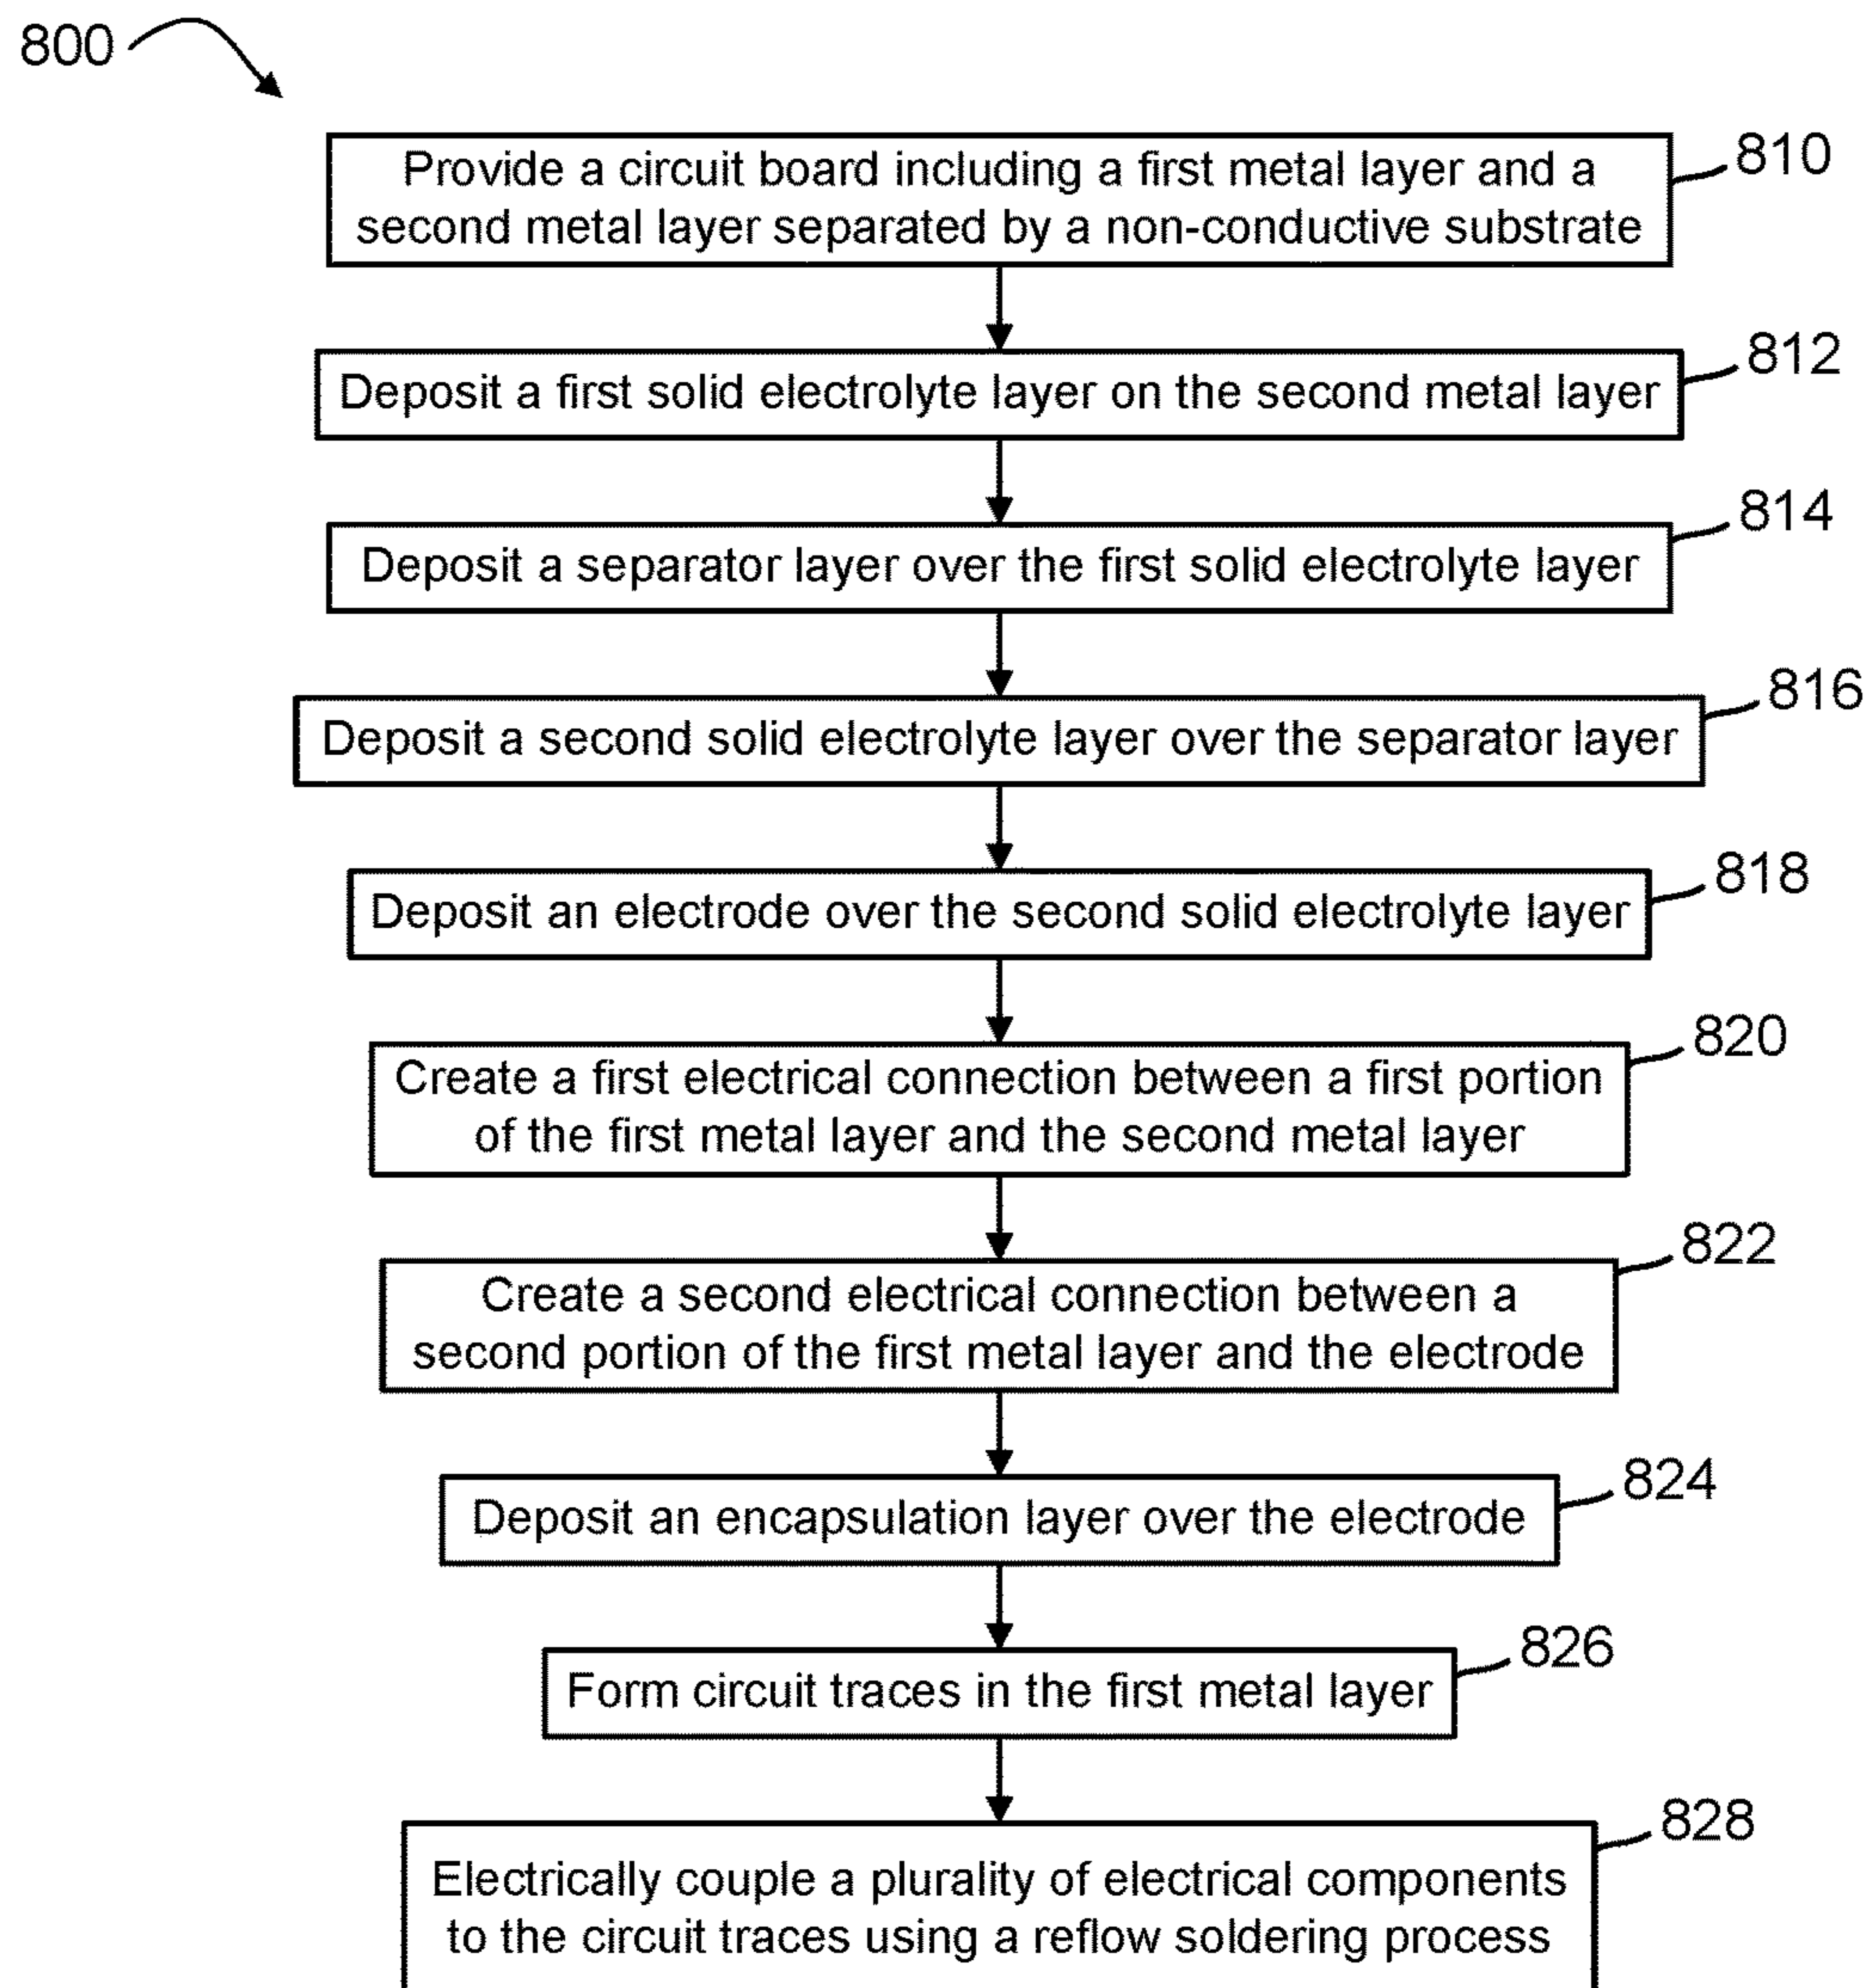 800
Provide a circuit board including a first metal layer and a
second metal layer separated by a non-conductive substrate
810
Deposit a first solid electrolyte layer on the second metal layer
812
Deposit a separator layer over the first solid electrolyte layer
814
Deposit a second solid electrolyte layer over the separator layer
816
Deposit an electrode over the second solid electrolyte layer
818
Create a first electrical connection between a first portion
of the first metal layer and the second metal layer
820
Create a second electrical connection between a
second portion of the first metal layer and the electrode
822
Deposit an encapsulation layer over the electrode
824
Form circuit traces in the first metal layer
826
Electrically couple a plurality of electrical components
to the circuit traces using a reflow soldering process
828